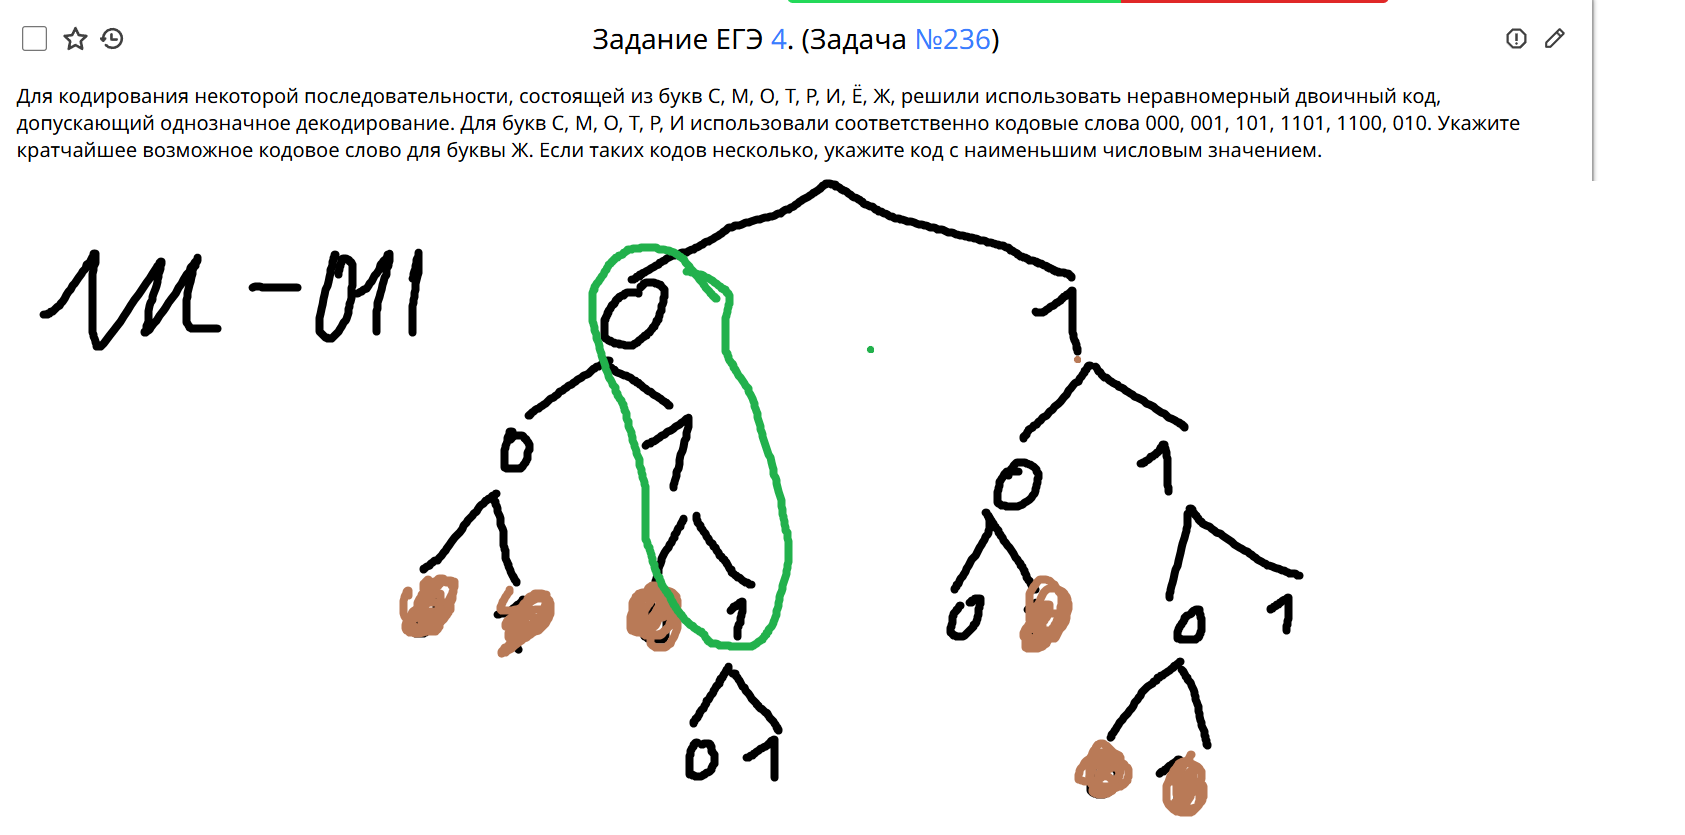 Задание ЕГЭ 4. (Задача №236)
Для кодирования некоторой последовательности, состоящей из букв С, М, О, Т, Р, И, Ё, Ж, решили использовать неравномерный двоичный код,
допускающий однозначное декодирование. Для букв С, М, О, Т, Р, И использовали соответственно кодовые слова 000, 001, 101, 1101, 1100, 010. Укажите
кратчайшее возможное кодовое слово для буквы Ж. Если таких кодов несколько, укажите код с наименьшим числовым значением.
-011
0 1
0 1 0 1
1 0 0 1
0 1